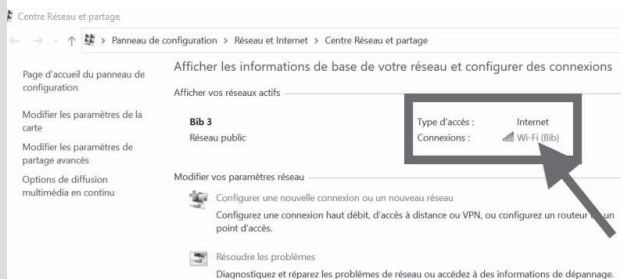 Centre Réseau et partage
Panneau de configuration > Réseau et Internet > Centre Réseau et partage
Page d'accueil du panneau de
configuration
Modifier les paramètres de la
carte
Modifier les paramètres de
partage avancés
Options de diffusion
multimédia en continu
Afficher les informations de base de votre réseau et configurer des connexions
Afficher vos réseaux actifs
Bib 3
Réseau public
Type d'accès : Internet
Connexions : Wi-Fi (Bib)
Modifier vos paramètres réseau
Configurer une nouvelle connexion ou un nouveau réseau
Configurez une connexion haut débit, d'accès à distance ou VPN, ou configurez un routeur un
point d'accès.
Résoudre les problèmes
Diagnostiquez et réparez les problèmes de réseau ou accédez à des informations de dépannage.